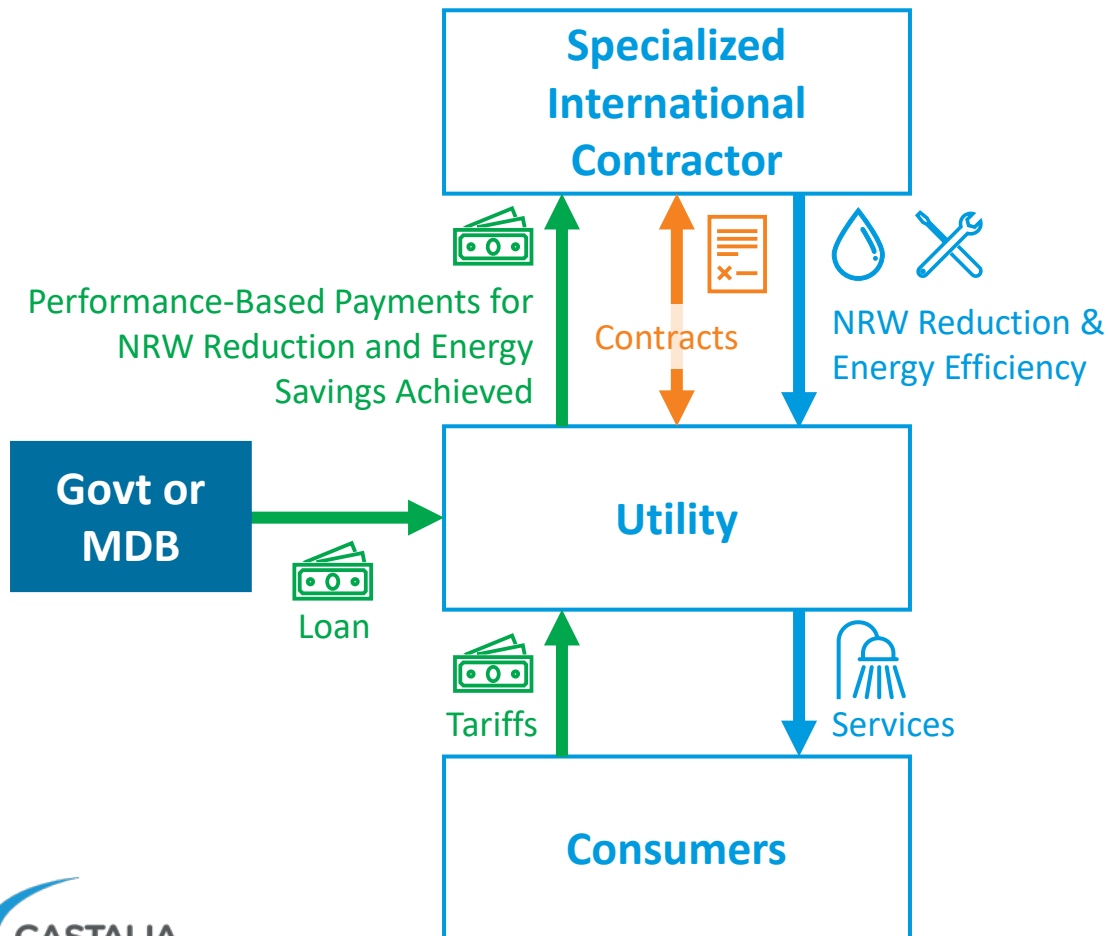 Specialized
International
Contractor
Performance-Based Payments for
NRW Reduction and Energy
Savings Achieved
Contracts
NRW Reduction &
Energy Efficiency
Govt or
MDB
Loan
Utility
Tariffs
Services
Consumers
CASTALIA